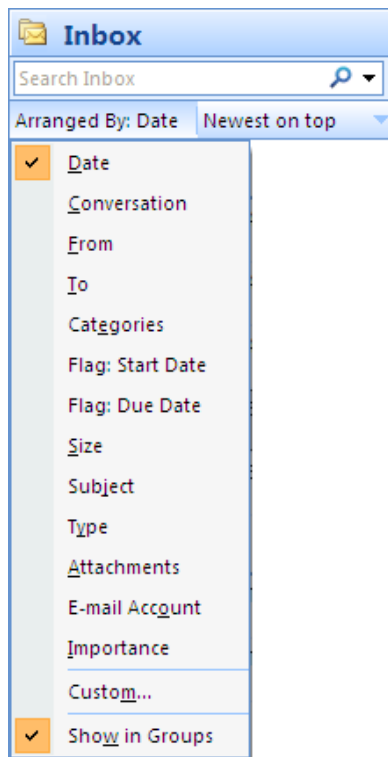 Inbox
Search Inbox
Arranged By: Date Newest on top
Date
Conversation
From
To
Categories
Flag: Start Date
Flag: Due Date
Size
Subject
Type
Attachments
E-mail Account
Importance
Custom...
Show in Groups